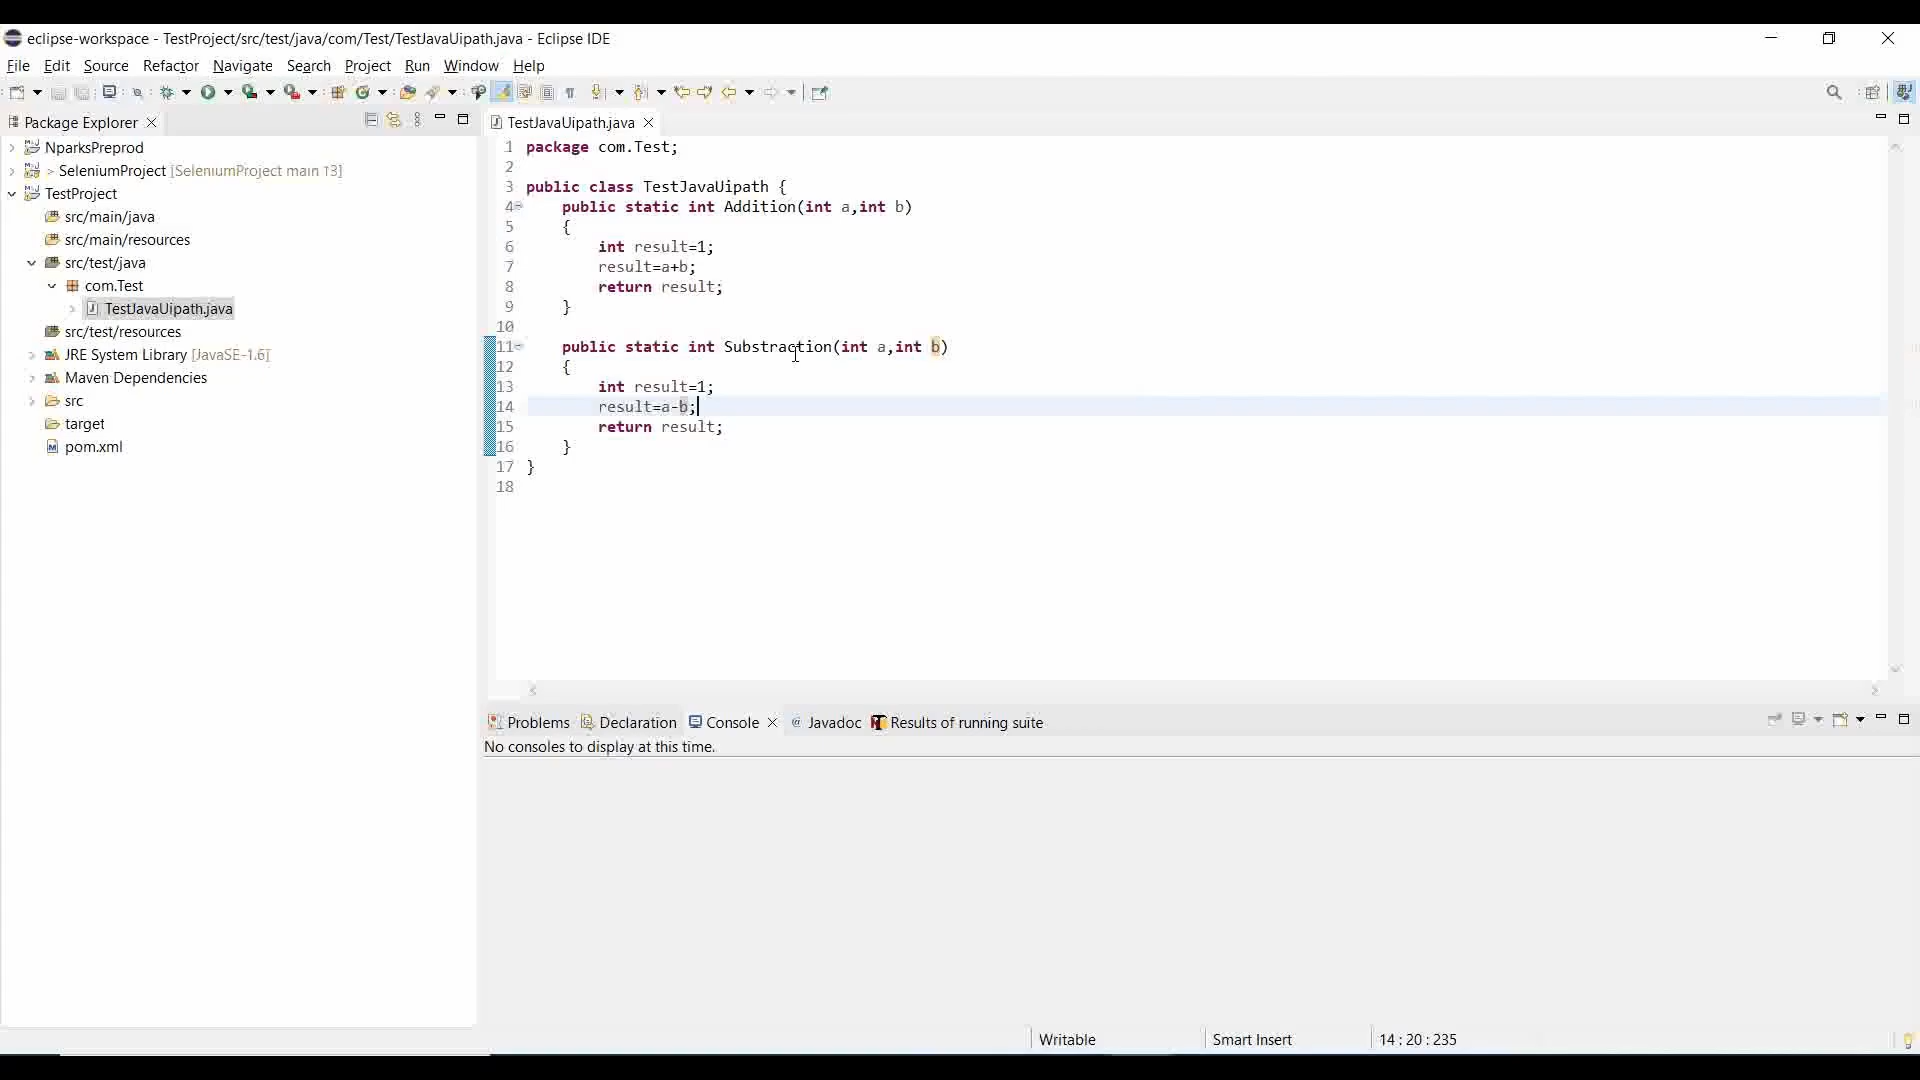 eclipse-workspace - TestProject/src/test/java/com/Test/TestJavaUipath.java - Eclipse IDE
File Edit Source Refactor Navigate Search Project Run Window Help
Package Explorer
TestJavaUipath.java
NparksPreprod
> SeleniumProject [SeleniumProject main ↑3]
TestProject
src/main/java
src/main/resources
src/test/java
com.Test
TestJavaUipath.java
src/test/resources
JRE System Library [JavaSE-1.6]
Maven Dependencies
src
target
pom.xml
1 package com.Test;
2
3 public class TestJavaUipath {
4 public static int Addition(int a,int b)
5 {
6 int result=1;
7 result=a+b;
8 return result;
9 }
10
11 public static int Substraction(int a,int b)
12 {
13 int result=1;
14 result=a-b;
15 return result;
16 }
17 }
18
Problems Declaration Console Javadoc Results of running suite
No consoles to display at this time.
Writable Smart Insert 14 : 20 : 235